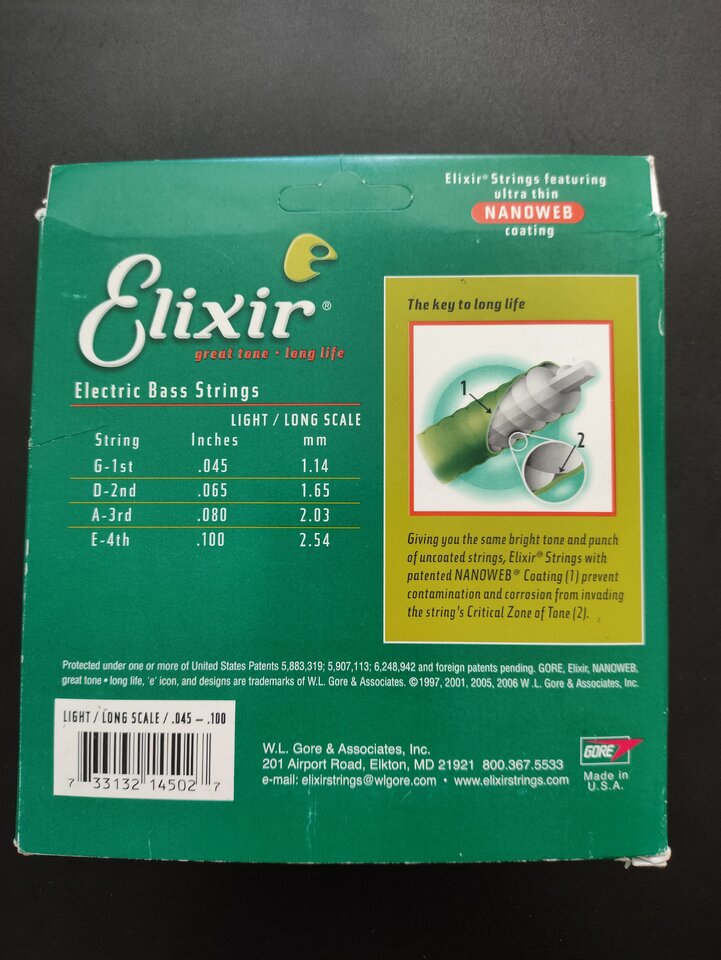 Elixir® Strings featuring
ultra thin
NANOWEB
coating
e
Elixir®
great tone • long life
Electric Bass Strings
LIGHT / LONG SCALE
String Inches mm
G-1st .045 1.14
D-2nd .065 1.65
A-3rd .080 2.03
E-4th .100 2.54
The key to long life
1
2
Giving you the same bright tone and punch
of uncoated strings, Elixir® Strings with
patented NANOWEB® Coating (1) prevent
contamination and corrosion from invading
the string's Critical Zone of Tone (2).
Protected under one or more of United States Patents 5,883,319; 5,907,113; 6,248,942 and foreign patents pending. GORE, Elixir, NANOWEB,
great tone • long life, 'e' icon, and designs are trademarks of W.L. Gore & Associates. ©1997, 2001, 2005, 2006 W .L. Gore & Associates, Inc.
LIGHT / LONG SCALE / .045 – .100
7 33132 14502 7
W.L. Gore & Associates, Inc.
201 Airport Road, Elkton, MD 21921 800.367.5533
e-mail: elixirstrings@wlgore.com • www.elixirstrings.com
GORE
Made in
U.S.A.